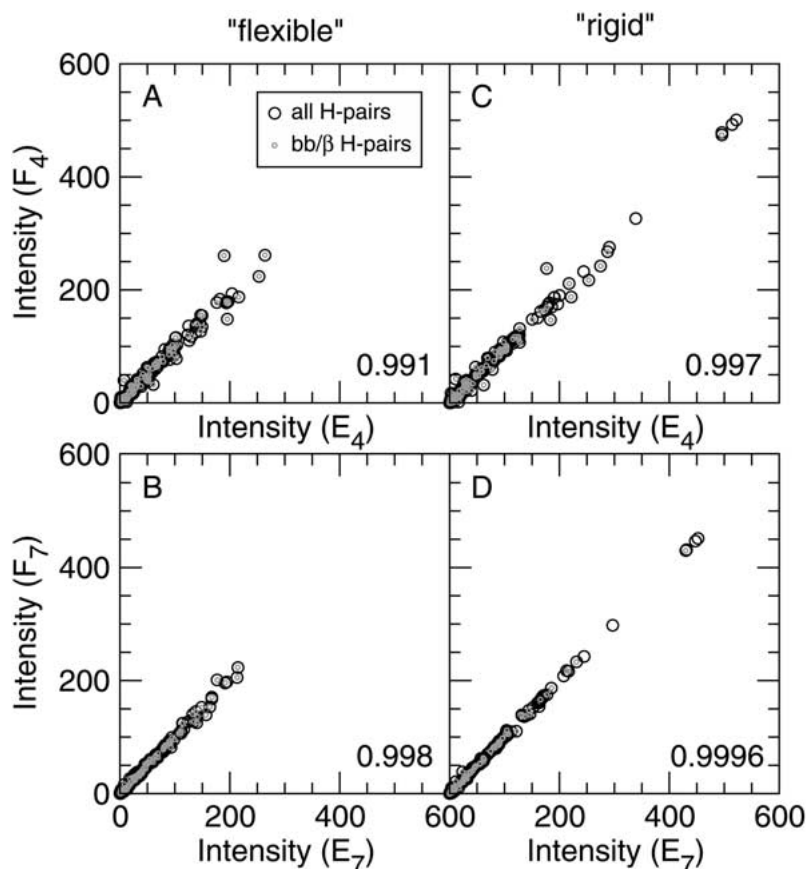 "flexible" "rigid"
600 A C
all H-pairs
bb/β H-pairs
400
Intensity (F₄)
200
0.991 0.997
0
Intensity (E₄) Intensity (E₄)
600 B D
400
Intensity (F₇)
200
0.998 0.9996
0
0 200 400 600 200 400 600
Intensity (E₇) Intensity (E₇)